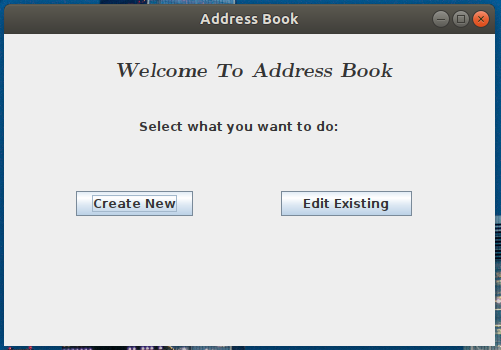 Address Book
Welcome To Address Book
Select what you want to do:
Create New
Edit Existing